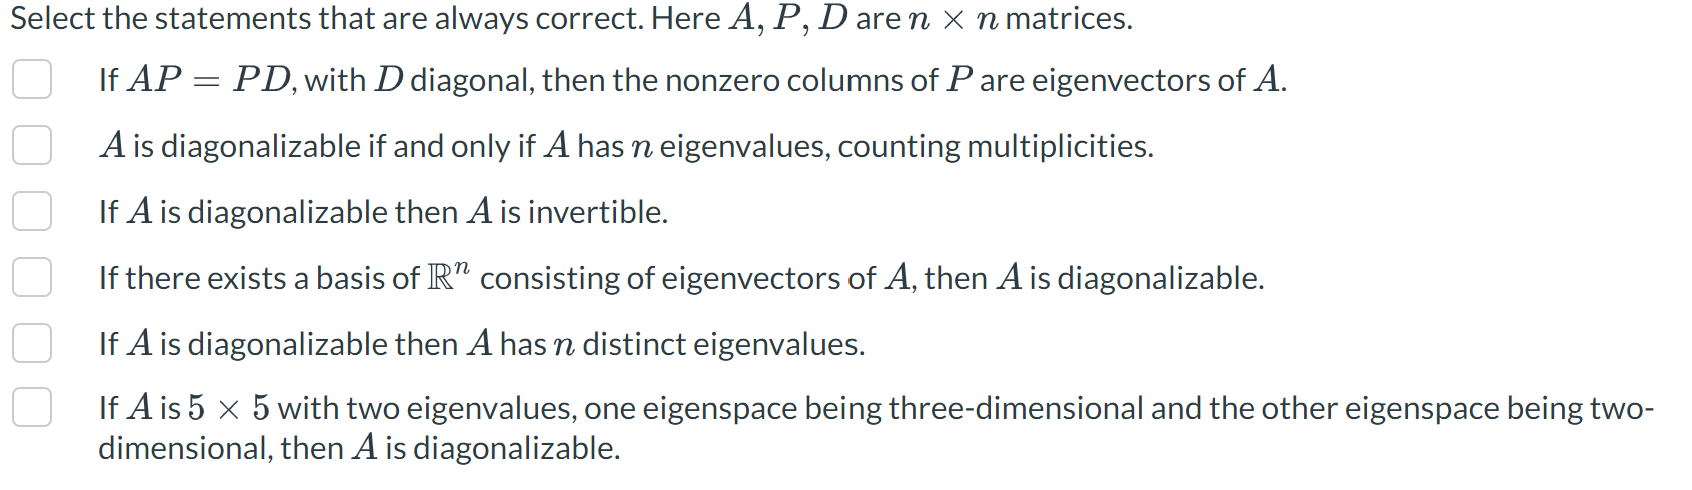 Select the statements that are always correct. Here A, P, D are n × n matrices.
If AP = PD, with D diagonal, then the nonzero columns of P are eigenvectors of A.
A is diagonalizable if and only if A has n eigenvalues, counting multiplicities.
If A is diagonalizable then A is invertible.
If there exists a basis of ℝⁿ consisting of eigenvectors of A, then A is diagonalizable.
If A is diagonalizable then A has n distinct eigenvalues.
If A is 5 × 5 with two eigenvalues, one eigenspace being three-dimensional and the other eigenspace being two-
dimensional, then A is diagonalizable.